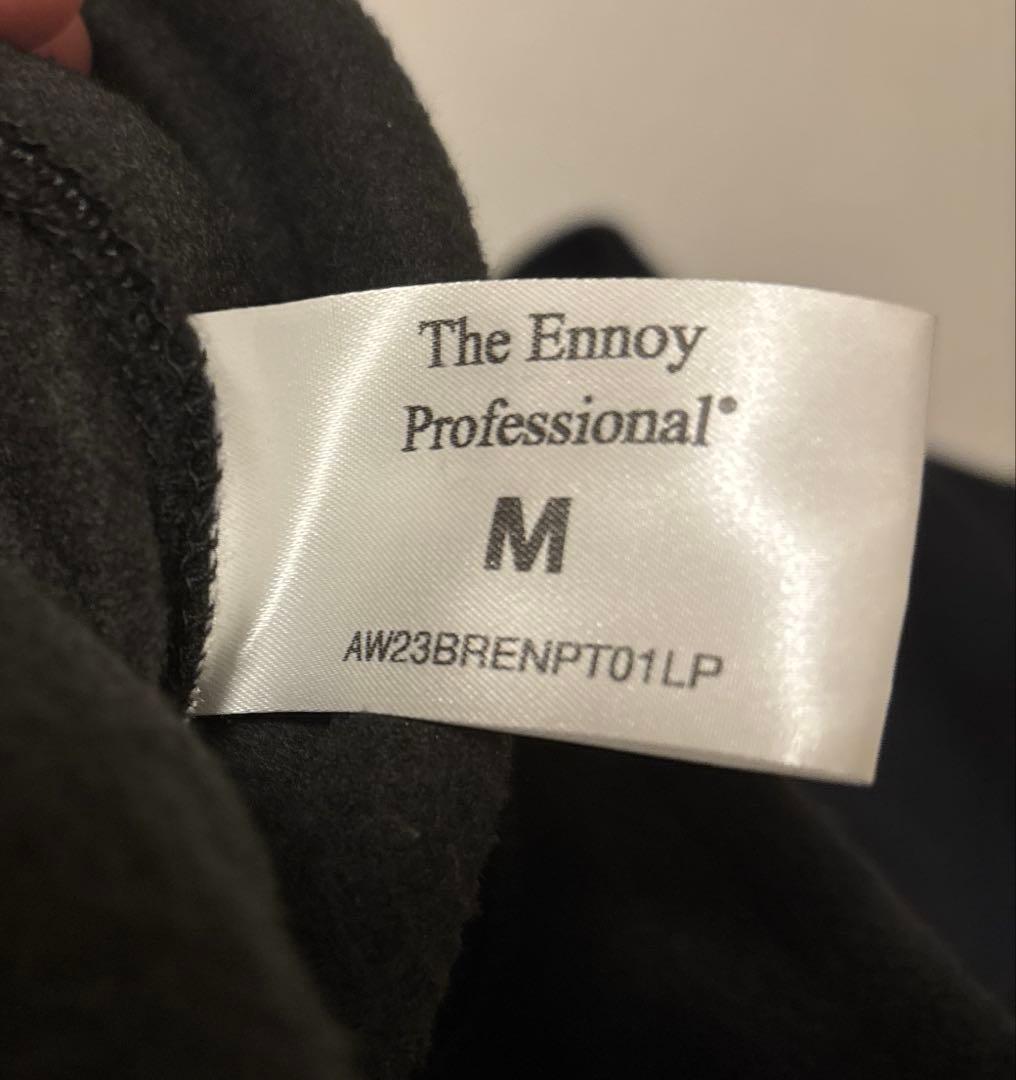 The Ennoy
Professional®
M
AW23BRENPT01LP